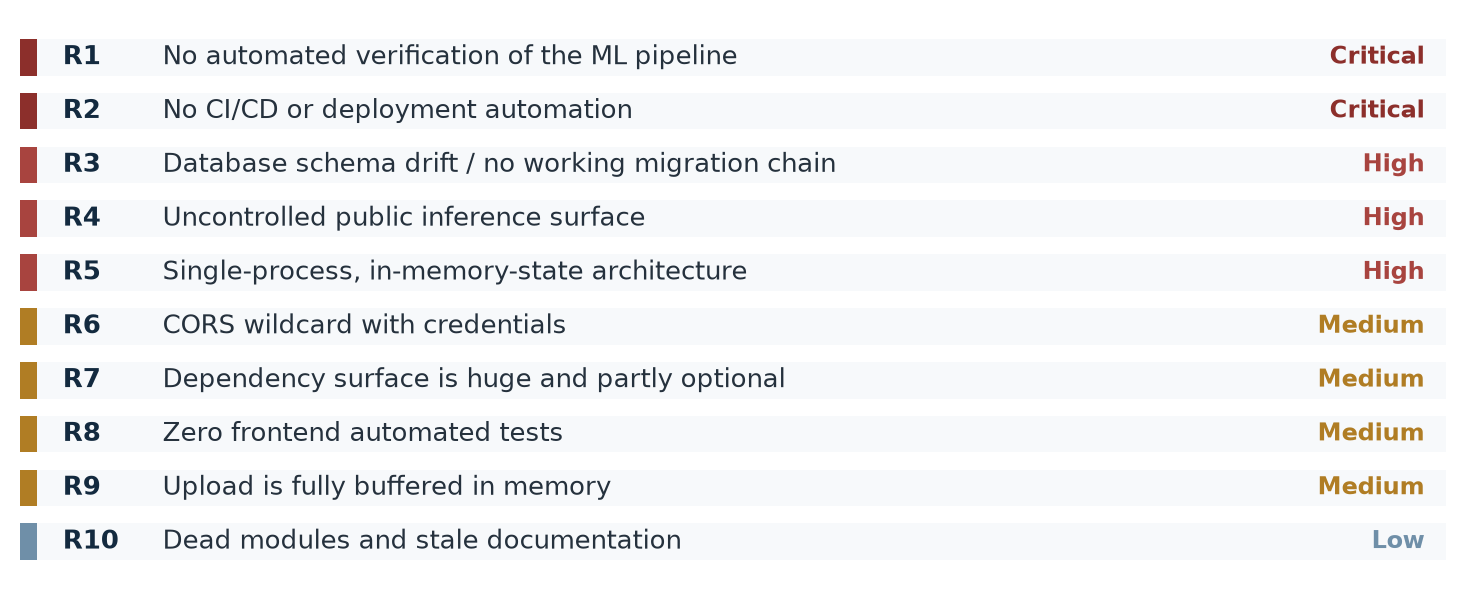 R1 No automated verification of the ML pipeline Critical
R2 No CI/CD or deployment automation Critical
R3 Database schema drift / no working migration chain High
R4 Uncontrolled public inference surface High
R5 Single-process, in-memory-state architecture High
R6 CORS wildcard with credentials Medium
R7 Dependency surface is huge and partly optional Medium
R8 Zero frontend automated tests Medium
R9 Upload is fully buffered in memory Medium
R10 Dead modules and stale documentation Low